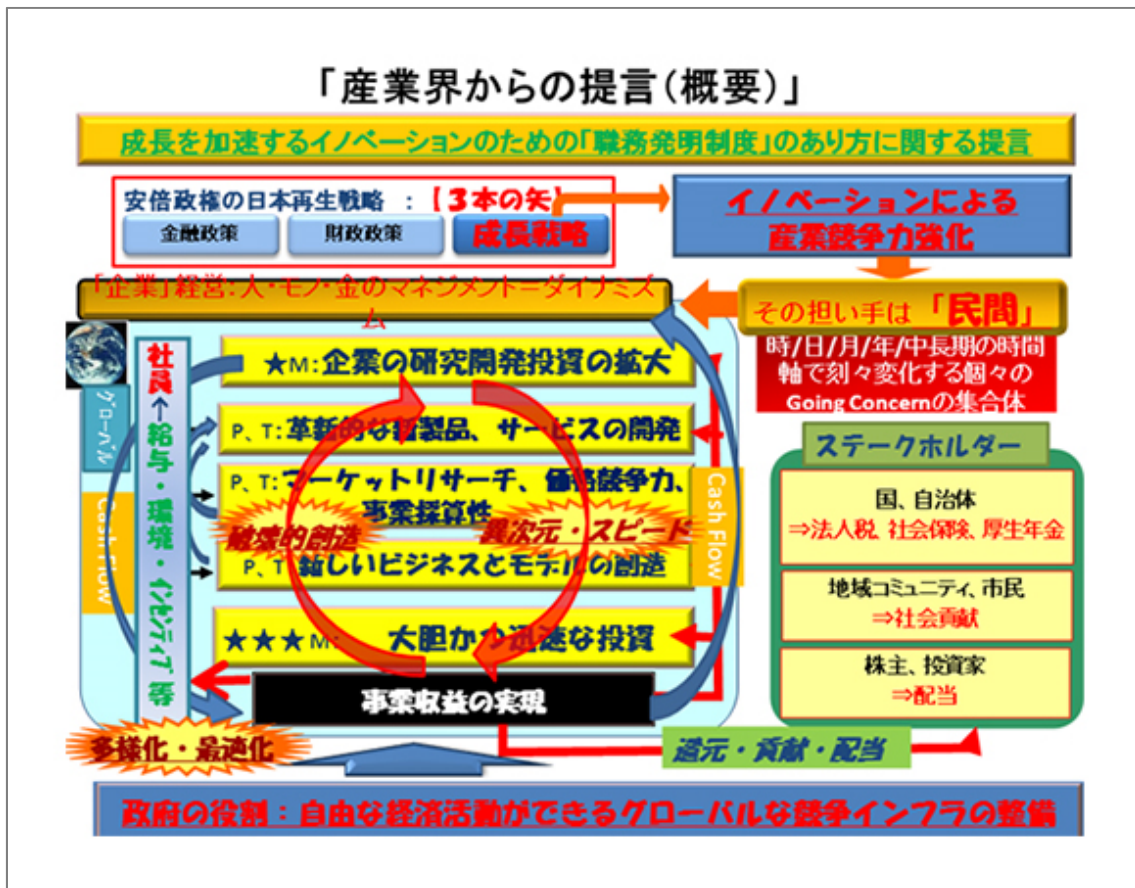 「産業界からの提言(概要)」
成長を加速するイノベーションのための「職務発明制度」のあり方に関する提言
安倍政権の日本再生戦略 :【3本の矢】
金融政策
財政政策
成長戦略
イノベーションによる
産業競争力強化
「企業」経営:人・モノ・金のマネジメント=ダイナミズ
ム
その担い手は「民間」
時/日/月/年/中長期の時間
軸で刻々変化する個々の
Going Concernの集合体
グローバル
Cash Flow
社員←給与・環境・インセンティブ等
★M:企業の研究開発投資の拡大
P、T:革新的な新製品、サービスの開発
P、T:マーケットリサーチ、価格競争力、
事業採算性
破壊的創造
異次元・スピード
P、T 新しいビジネスとモデルの創造
★★★M: 大胆かつ迅速な投資
事業収益の実現
Cash Flow
多様化・最適化
ステークホルダー
国、自治体
⇒法人税、社会保険、厚生年金
地域コミュニティ、市民
⇒社会貢献
株主、投資家
⇒配当
還元・貢献・配当
政府の役割:自由な経済活動ができるグローバルな競争インフラの整備